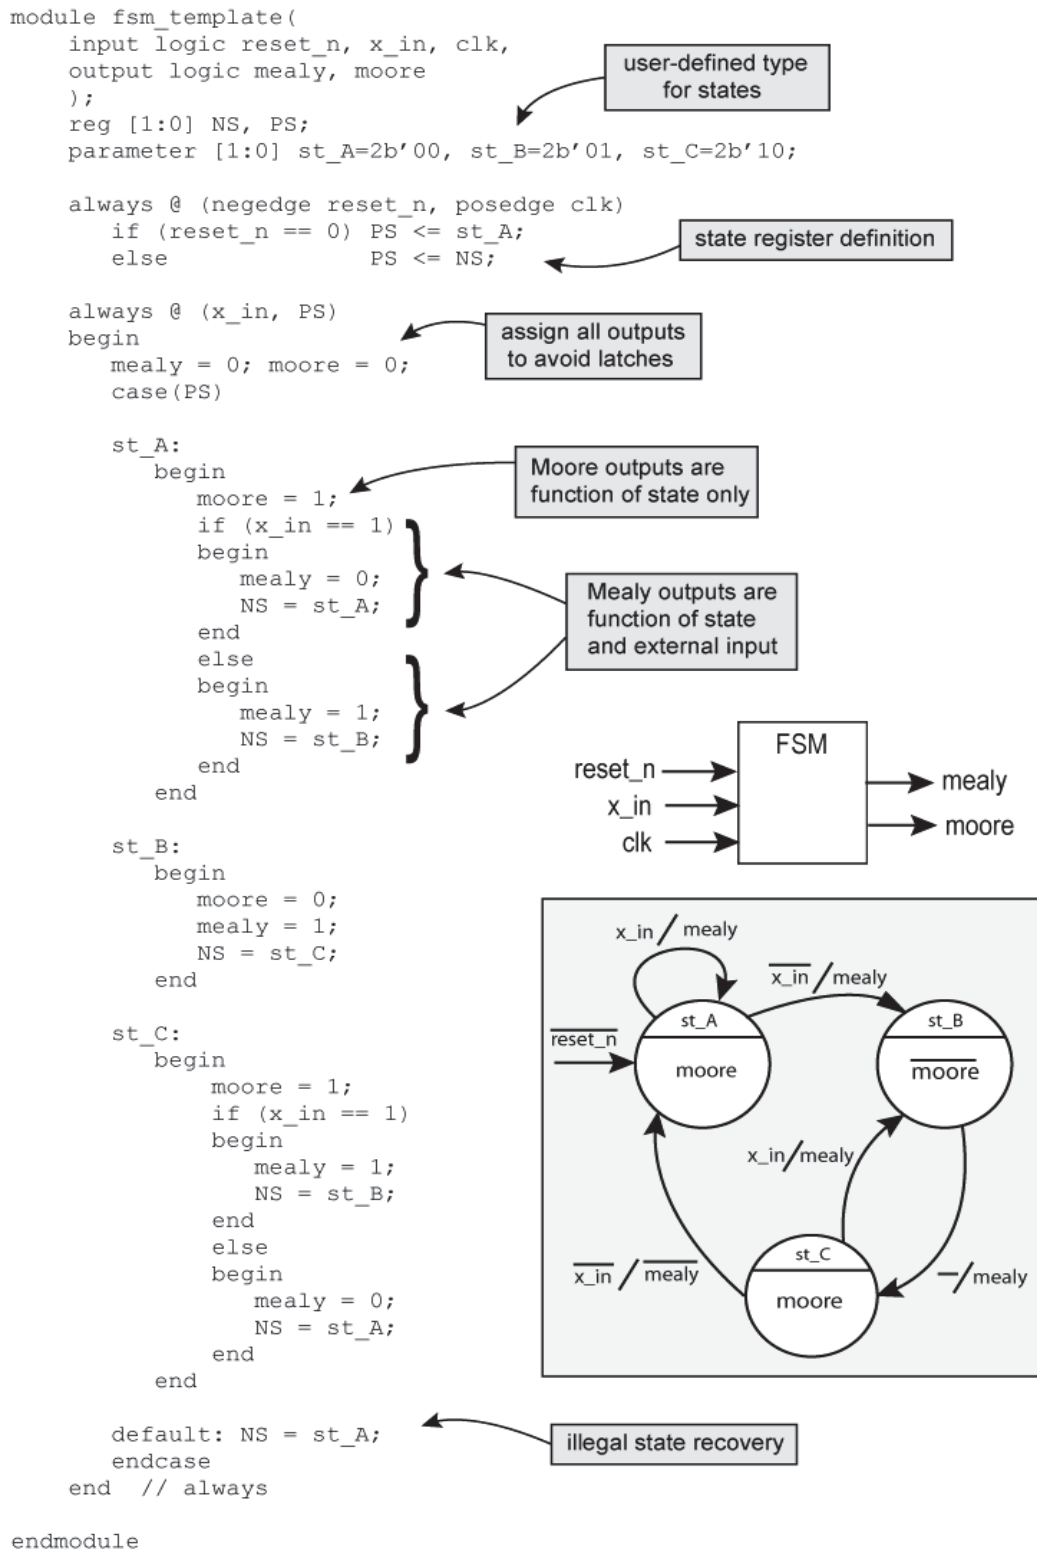 module fsm_template(
input logic reset_n, x_in, clk,
output logic mealy, moore
);
reg [1:0] NS, PS;
parameter [1:0] st_A=2b'00, st_B=2b'01, st_C=2b'10;
user-defined type
for states
always @ (negedge reset_n, posedge clk)
if (reset_n == 0) PS <= st_A;
else PS <= NS;
state register definition
always @ (x_in, PS)
begin
mealy = 0; moore = 0;
case(PS)
assign all outputs
to avoid latches
st_A:
begin
moore = 1;
if (x_in == 1)
begin
mealy = 0;
NS = st_A;
end
else
begin
mealy = 1;
NS = st_B;
end
end
Moore outputs are
function of state only
Mealy outputs are
function of state
and external input
st_B:
begin
moore = 0;
mealy = 1;
NS = st_C;
end
st_C:
begin
moore = 1;
if (x_in == 1)
begin
mealy = 1;
NS = st_B;
end
else
begin
mealy = 0;
NS = st_A;
end
end
default: NS = st_A;
endcase
end // always
illegal state recovery
endmodule
FSM
reset_n
x_in
clk
mealy
moore
x_in/mealy
x_in/mealy
reset_n
st_A
moore
st_B
moore
x_in/mealy
x_in/mealy
st_C
moore
–/mealy